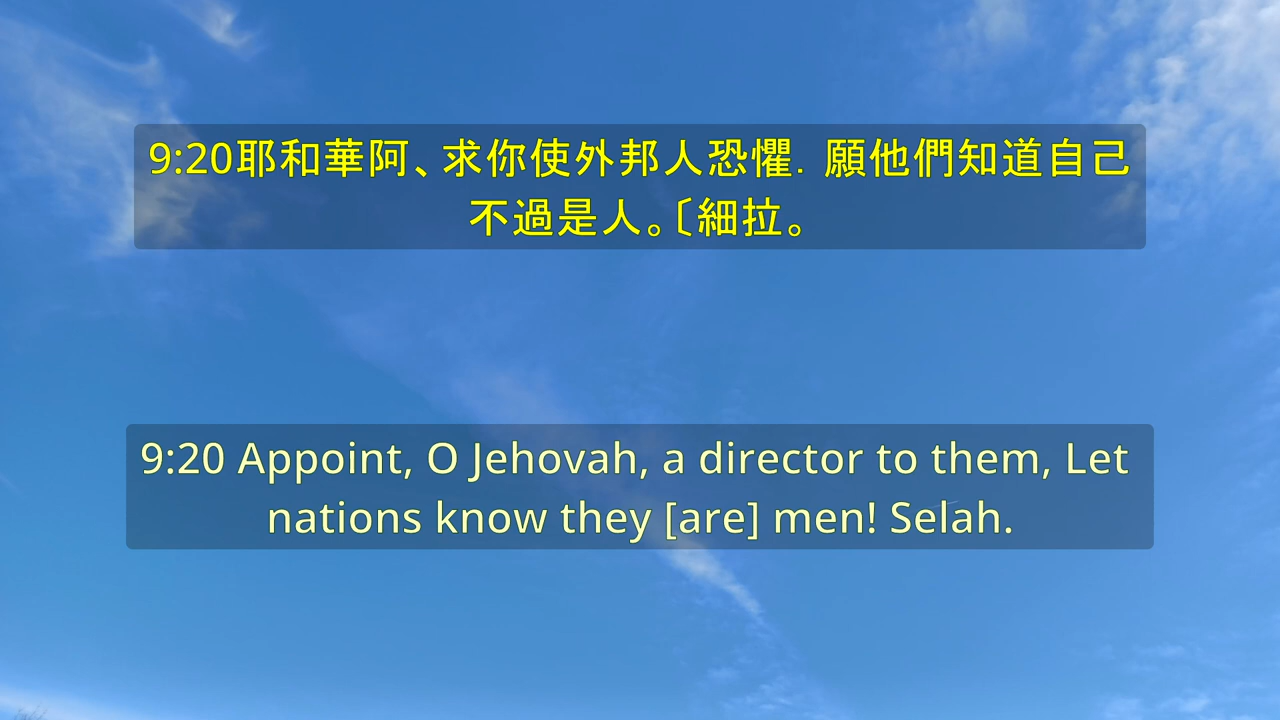 9:20耶和華阿、求你使外邦人恐懼．願他們知道自己
不過是人。〔細拉。
9:20 Appoint, O Jehovah, a director to them, Let
nations know they [are] men! Selah.